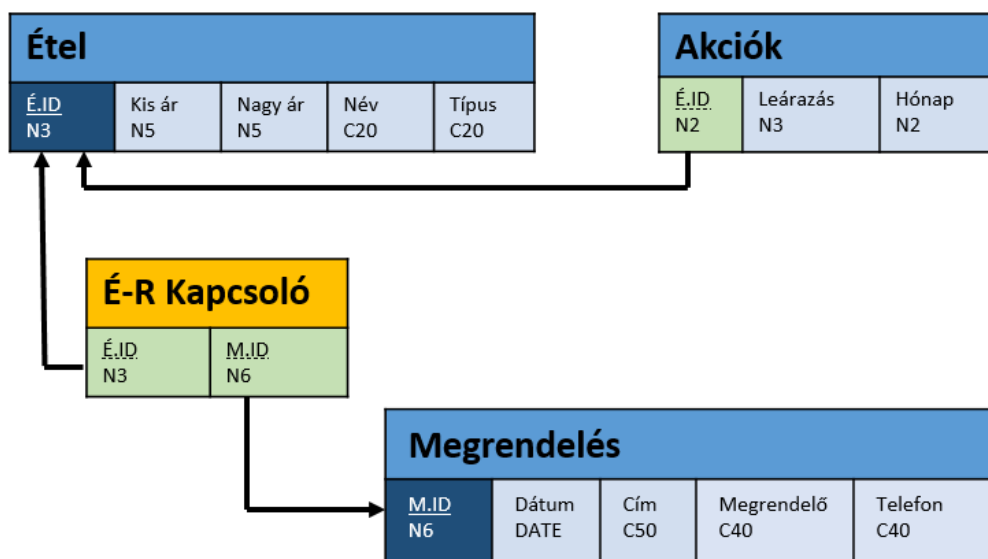 Étel
É.ID
N3
Kis ár
N5
Nagy ár
N5
Név
C20
Típus
C20
Akciók
É.ID
N2
Leárazás
N3
Hónap
N2
É-R Kapcsoló
É.ID
N3
M.ID
N6
Megrendelés
M.ID
N6
Dátum
DATE
Cím
C50
Megrendelő
C40
Telefon
C40